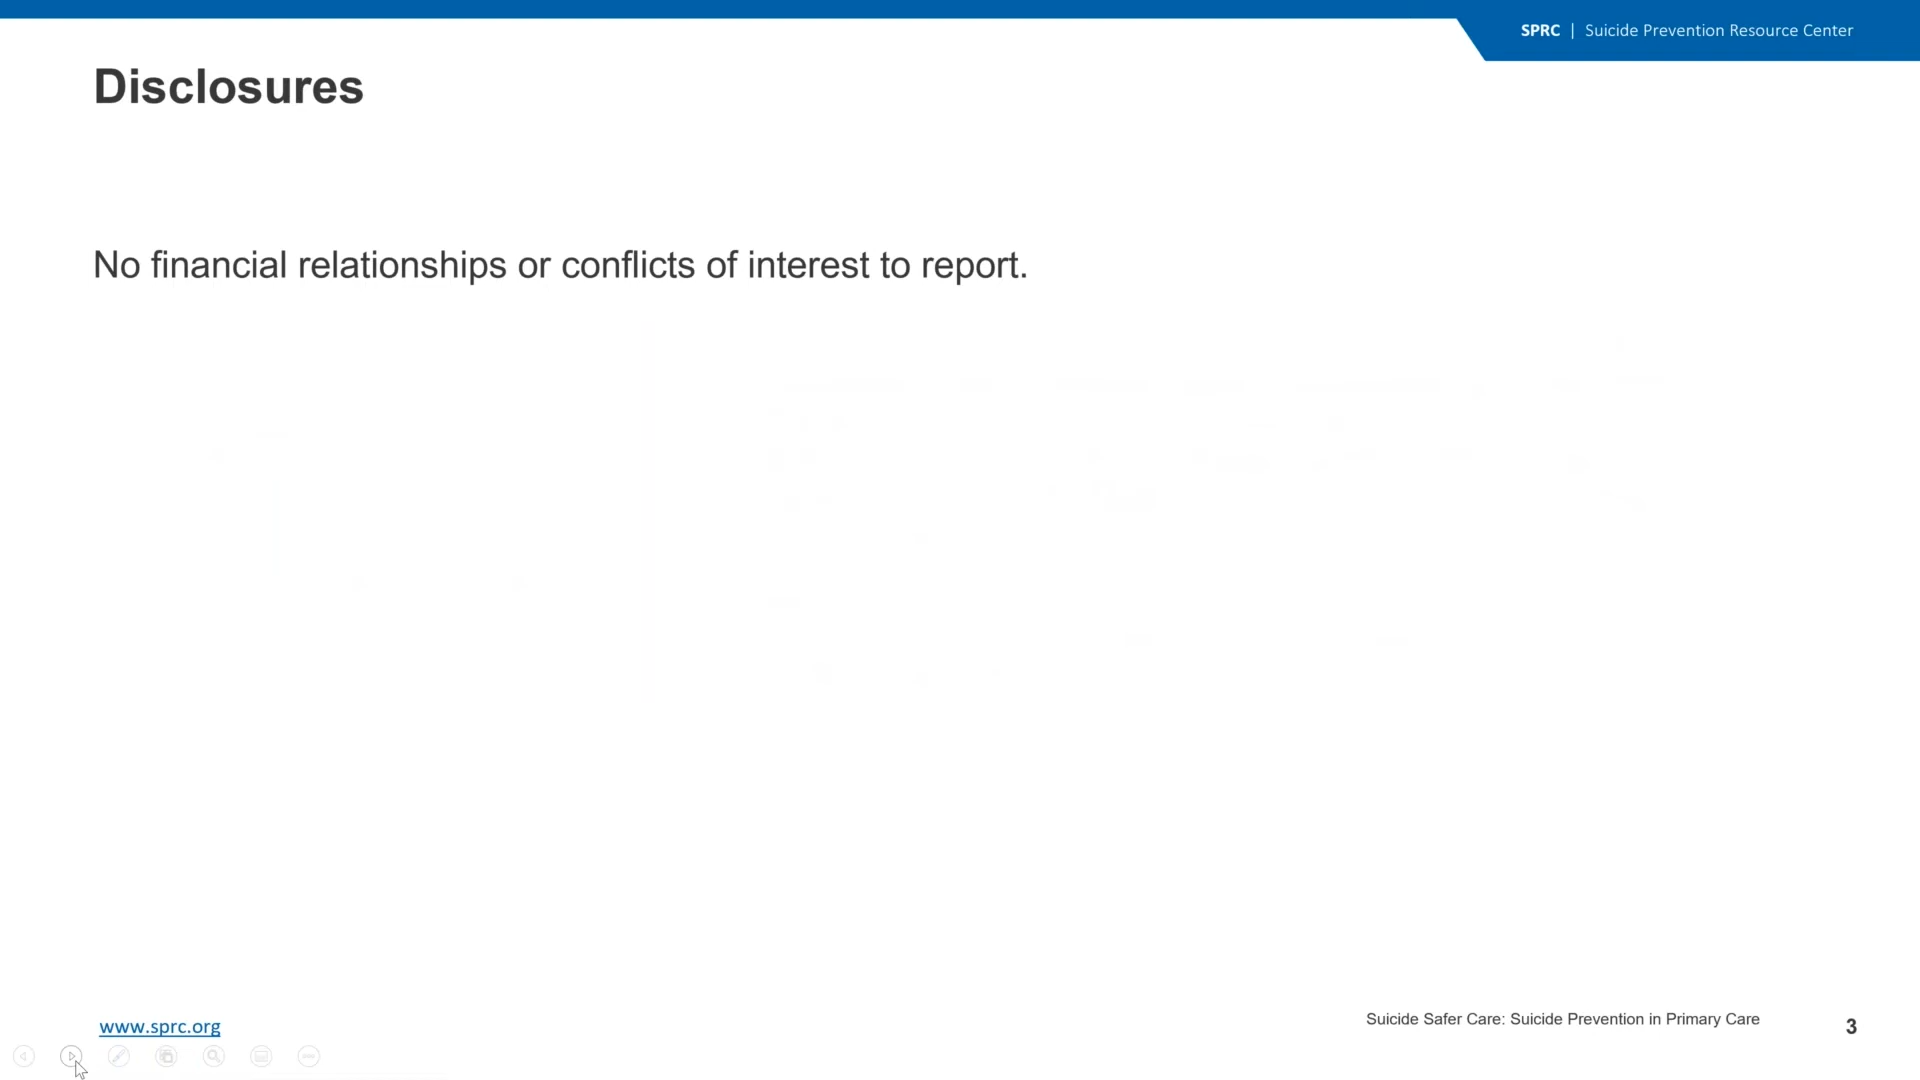 SPRC | Suicide Prevention Resource Center
Disclosures
No financial relationships or conflicts of interest to report.
www.sprc.org
Suicide Safer Care: Suicide Prevention in Primary Care
3